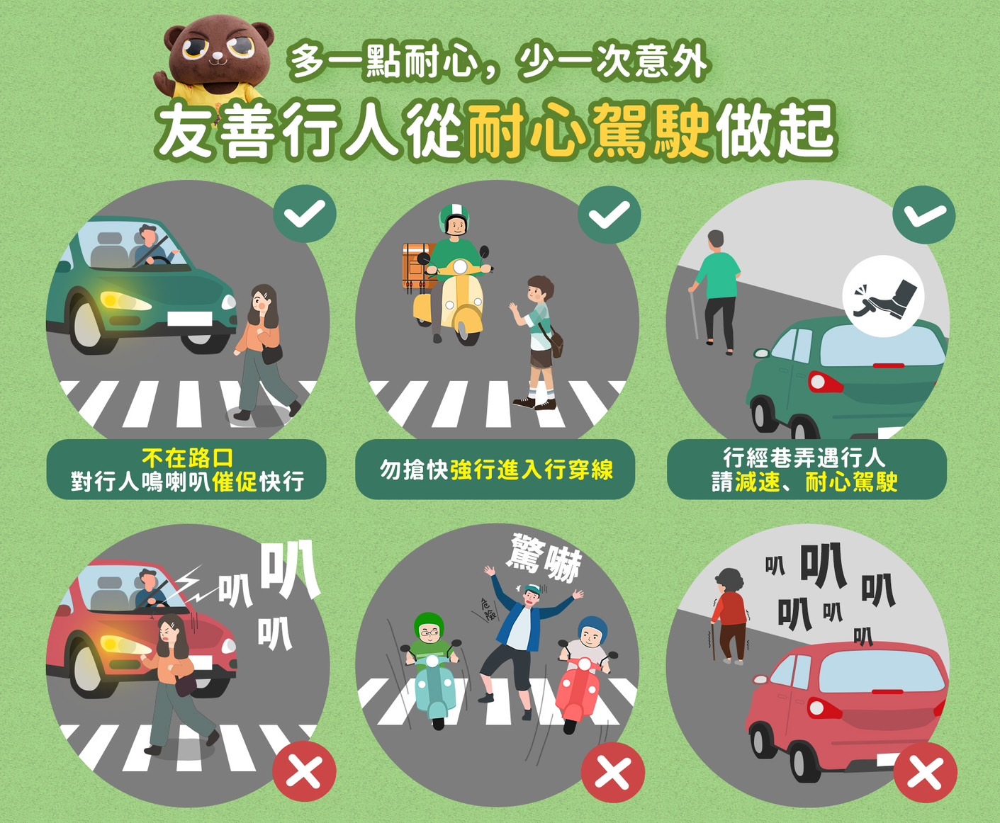 多一點耐心，少一次意外
友善行人從耐心駕駛做起
不在路口
對行人鳴喇叭催促快行
勿搶快強行進入行穿線
行經巷弄遇行人
請減速、耐心駕駛
叭
叭
叭
驚嚇
危險
叭
叭
叭
叭
叭
叭